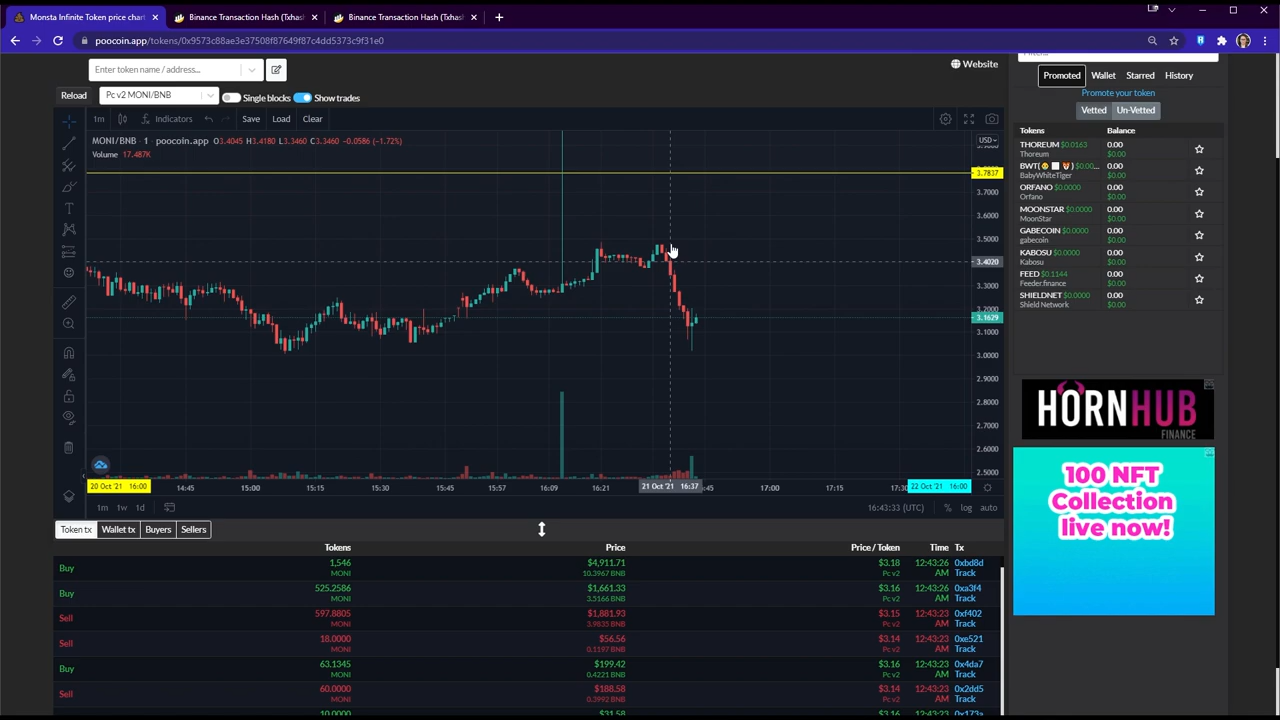 Monsta Infinite Token price char
Binance Transaction Hash (Txhas
Binance Transaction Hash (Txhas
poocoin.app/tokens/0x9573c88ae3e37508f87649f87c4dd5373c9f31e0
Enter token name / address...
Website
Reload
Pc v2 MONI/BNB
Single blocks
Show trades
1m
Indicators
Save
Load
Clear
MONI/BNB · 1 · poocoin.app O3.4045 H3.4180 L3.3460 C3.3460 -0.0586 (-1.72%)
Volume 17.487K
USD
3.7837
3.7000
3.6000
3.5000
3.4020
3.3000
3.2000
3.1629
3.1000
3.0000
2.9000
2.8000
2.7000
2.6000
2.5000
20 Oct '21 16:00
14:45
15:00
15:15
15:30
15:45
15:57
16:09
16:21
21 Oct '21 16:37
:45
17:00
17:15
17:30
22 Oct '21 16:00
1m 1w 1d
16:43:33 (UTC)
% log auto
Token tx
Wallet tx
Buyers
Sellers
Tokens Price Price / Token Time Tx
Buy 1,546 $4,911.71 $3.18 12:43:26 0xbd8d
MONI 10.3967 BNB Pc v2 AM Track
Buy 525.2586 $1,661.33 $3.16 12:43:26 0xa3f4
MONI 3.5166 BNB Pc v2 AM Track
Sell 597.8805 $1,881.93 $3.15 12:43:23 0xf402
MONI 3.9835 BNB Pc v2 AM Track
Sell 18.0000 $56.56 $3.14 12:43:23 0xe521
MONI 0.1197 BNB Pc v2 AM Track
Buy 63.1345 $199.42 $3.16 12:43:23 0x4da7
MONI 0.4221 BNB Pc v2 AM Track
Sell 60.0000 $188.58 $3.14 12:43:23 0x2dd5
MONI 0.3992 BNB Pc v2 AM Track
10.0000 $31.58 $3.16 12:43:23 0x173a
Promoted
Wallet
Starred
History
Promote your token
Vetted
Un-Vetted
Tokens Balance
THOREUM $0.0163 0.00
Thoreum $0.00
BWT( ) $0.00... 0.00
BabyWhiteTiger $0.00
ORFANO $0.0000 0.00
Orfano $0.00
MOONSTAR $0.0000 0.00
MoonStar $0.00
GABECOIN $0.0000 0.00
gabecoin $0.00
KABOSU $0.0000 0.00
Kabosu $0.00
FEED $0.1144 0.00
Feeder.finance $0.00
SHIELDNET $0.0000 0.00
Shield Network $0.00
HORNHUB
FINANCE
100 NFT
Collection
live now!